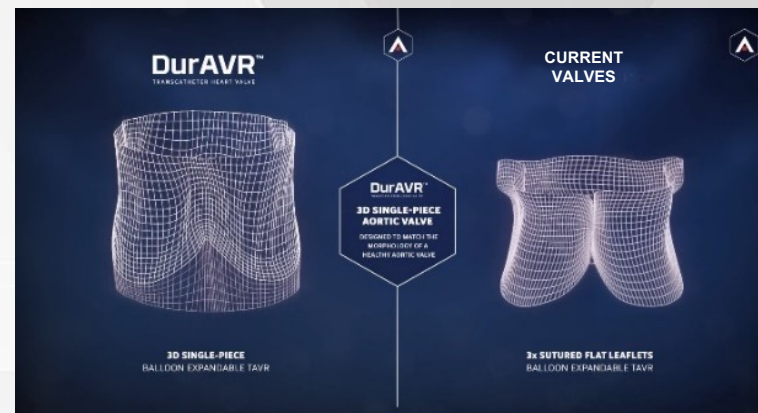 DurAVR™
TRANSCATHETER HEART VALVE
3D SINGLE-PIECE
BALLOON EXPANDABLE TAVR
DurAVR™
3D SINGLE-PIECE
AORTIC VALVE
DESIGNED TO MATCH THE
MORPHOLOGY OF A
HEALTHY AORTIC VALVE
CURRENT
VALVES
3x SUTURED FLAT LEAFLETS
BALLOON EXPANDABLE TAVR